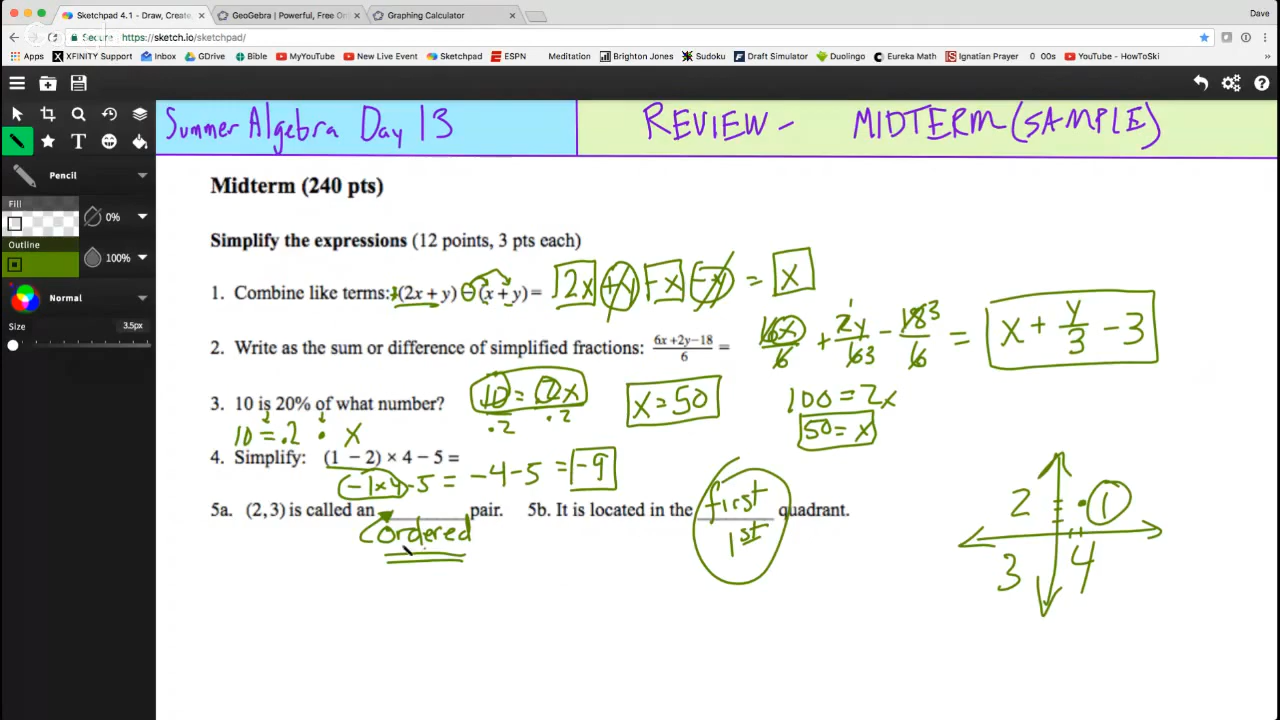 Sketchpad 4.1 - Draw, Create, GeoGebra | Powerful, Free On Graphing Calculator Dave
Secure https://sketch.io/sketchpad/
Apps XFINITY Support Inbox GDrive Bible MyYouTube New Live Event Sketchpad ESPN Meditation Brighton Jones Sudoku Draft Simulator Duolingo Eureka Math Ignatian Prayer 00s YouTube - HowToSki
Summer Algebra Day 13 REVIEW - MIDTERM (SAMPLE)
Pencil
Fill
0%
Outline
100%
Normal
Size 3.5px
Midterm (240 pts)
Simplify the expressions (12 points, 3 pts each)
1. Combine like terms: (2x + y) - (x + y) = 2x + y - x - y = x
2. Write as the sum or difference of simplified fractions: 6x+2y−18 / 6 = 6x/6 + 2y/6 − 18/6 = x + y/3 − 3
1 3 3
3. 10 is 20% of what number? 10 = .2x x = 50 100 = 2x
.2 .2 50 = x
10 = .2 • x
4. Simplify: (1 − 2) × 4 − 5 =
-1×4 -5 = -4-5 = -9
5a. (2, 3) is called an ________ pair. 5b. It is located in the ________ quadrant.
ordered first
1st
2 1
3 4